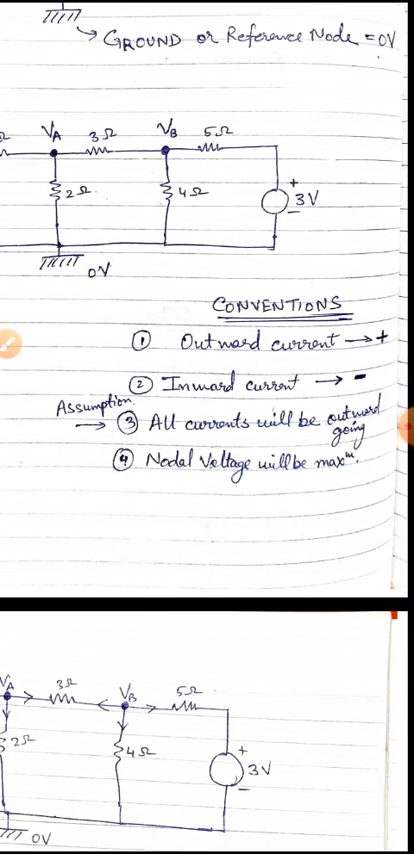 → GROUND or Reference Node = 0V
Ω VA 3Ω VB 5Ω
2Ω 4Ω + 3V -
0V
CONVENTIONS
① Outward current → +
② Inward current → -
Assumption → ③ All currents will be outward
going
④ Nodal Voltage will be maxᵐ.
VA 3Ω VB 5Ω
2Ω 4Ω + 3V -
0V